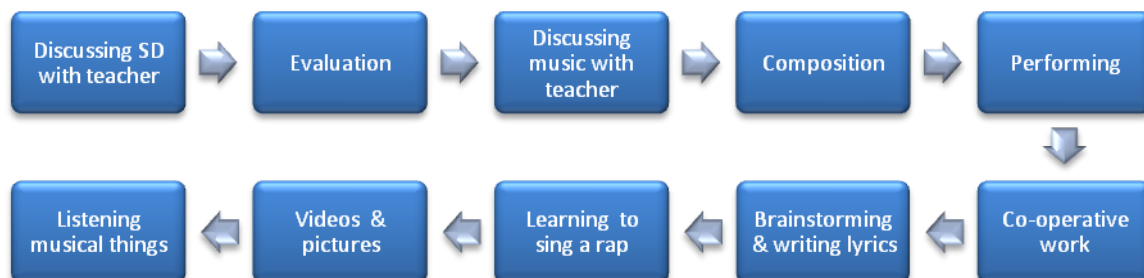 Discussing SD
with teacher
Evaluation
Discussing
music with
teacher
Composition
Performing
Co-operative
work
Brainstorming
& writing lyrics
Learning to
sing a rap
Videos &
pictures
Listening
musical things